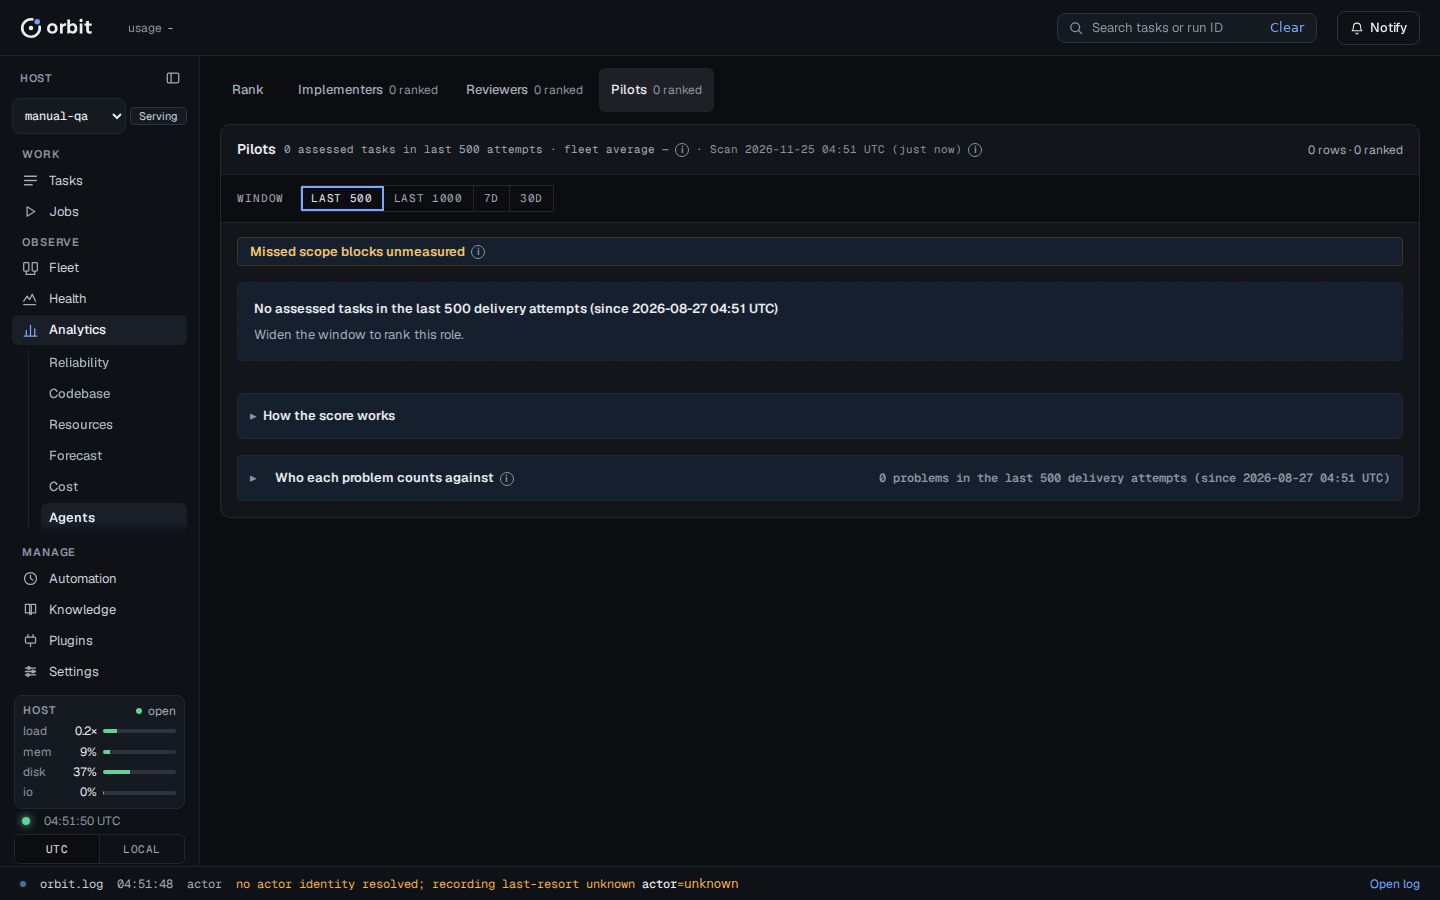 orbit
usage -
Search tasks or run ID
Clear
Notify
HOST
manual-qa
Serving
WORK
Tasks
Jobs
OBSERVE
Fleet
Health
Analytics
Reliability
Codebase
Resources
Forecast
Cost
Agents
MANAGE
Automation
Knowledge
Plugins
Settings
HOST open
load 0.2×
mem 9%
disk 37%
io 0%
04:51:50 UTC
UTC LOCAL
Rank Implementers 0 ranked Reviewers 0 ranked Pilots 0 ranked
Pilots 0 assessed tasks in last 500 attempts · fleet average — · Scan 2026-11-25 04:51 UTC (just now) 0 rows · 0 ranked
WINDOW LAST 500 LAST 1000 7D 30D
Missed scope blocks unmeasured
No assessed tasks in the last 500 delivery attempts (since 2026-08-27 04:51 UTC)
Widen the window to rank this role.
How the score works
Who each problem counts against 0 problems in the last 500 delivery attempts (since 2026-08-27 04:51 UTC)
orbit.log 04:51:48 actor no actor identity resolved; recording last-resort unknown actor=unknown Open log